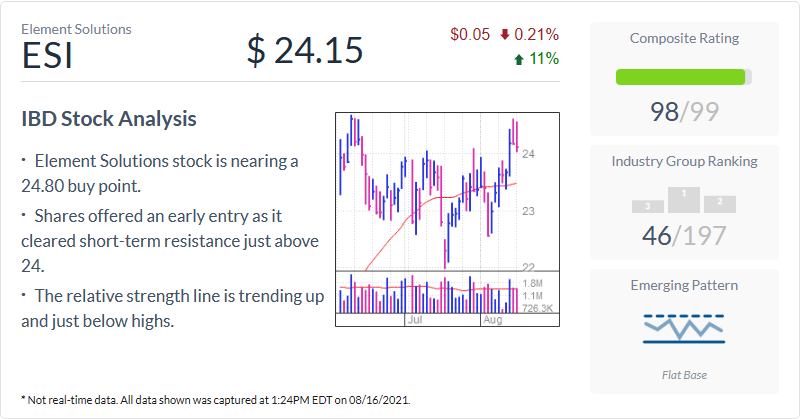 Element Solutions
ESI
$ 24.15
$0.05 0.21%
11%
IBD Stock Analysis
· Element Solutions stock is nearing a
24.80 buy point.
· Shares offered an early entry as it
cleared short-term resistance just above
24.
· The relative strength line is trending up
and just below highs.
24
23
22
1.8M
1.1M
726.3K
Jul Aug
* Not real-time data. All data shown was captured at 1:24PM EDT on 08/16/2021.
Composite Rating
98/99
Industry Group Ranking
3 1 2
46/197
Emerging Pattern
Flat Base